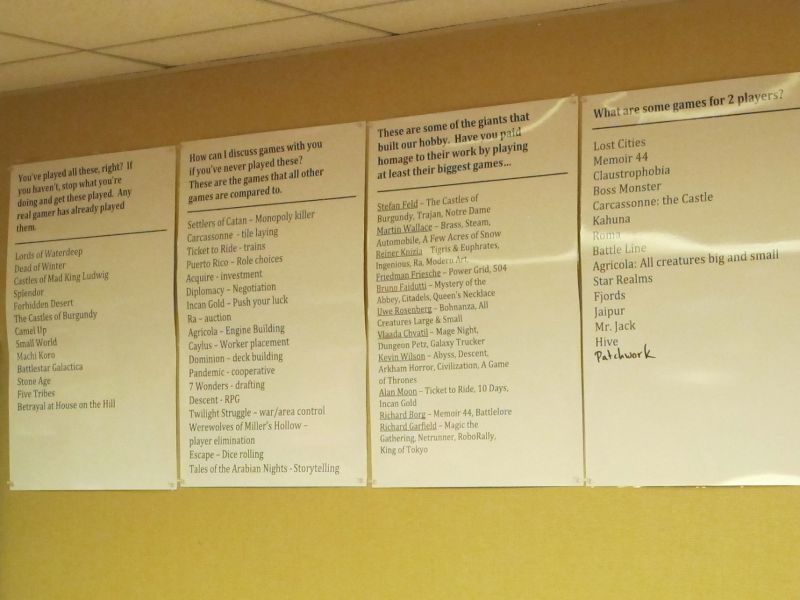 You've played all these, right? If
you haven't, stop what you're
doing and get these played. Any
real gamer has already played
them.
Lords of Waterdeep
Dead of Winter
Castles of Mad King Ludwig
Splendor
Forbidden Desert
The Castles of Burgundy
Camel Up
Small World
Machi Koro
Battlestar Galactica
Stone Age
Five Tribes
Betrayal at House on the Hill
How can I discuss games with you
if you've never played these?
These are the games that all other
games are compared to.
Settlers of Catan – Monopoly killer
Carcassonne - tile laying
Ticket to Ride - trains
Puerto Rico – Role choices
Acquire - investment
Diplomacy – Negotiation
Incan Gold – Push your luck
Ra – auction
Agricola – Engine Building
Caylus – Worker placement
Dominion – deck building
Pandemic - cooperative
7 Wonders - drafting
Descent - RPG
Twilight Struggle – war/area control
Werewolves of Miller's Hollow –
player elimination
Escape – Dice rolling
Tales of the Arabian Nights - Storytelling
These are some of the giants that
built our hobby. Have you paid
homage to their work by playing
at least their biggest games...
Stefan Feld – The Castles of
Burgundy, Trajan, Notre Dame
Martin Wallace – Brass, Steam,
Automobile, A Few Acres of Snow
Reiner Knizia Tigris & Euphrates,
Ingenious, Ra, Modern Art,
Friedman Friesche – Power Grid, 504
Bruno Faidutti – Mystery of the
Abbey, Citadels, Queen's Necklace
Uwe Rosenberg – Bohnanza, All
Creatures Large & Small
Vlaada Chvatil – Mage Night,
Dungeon Petz, Galaxy Trucker
Kevin Wilson – Abyss, Descent,
Arkham Horror, Civilization, A Game
of Thrones
Alan Moon – Ticket to Ride, 10 Days,
Incan Gold
Richard Borg – Memoir 44, Battlelore
Richard Garfield – Magic the
Gathering, Netrunner, RoboRally,
King of Tokyo
What are some games for 2 players?
Lost Cities
Memoir 44
Claustrophobia
Boss Monster
Carcassonne: the Castle
Kahuna
Roma
Battle Line
Agricola: All creatures big and small
Star Realms
Fjords
Jaipur
Mr. Jack
Hive
Patchwork